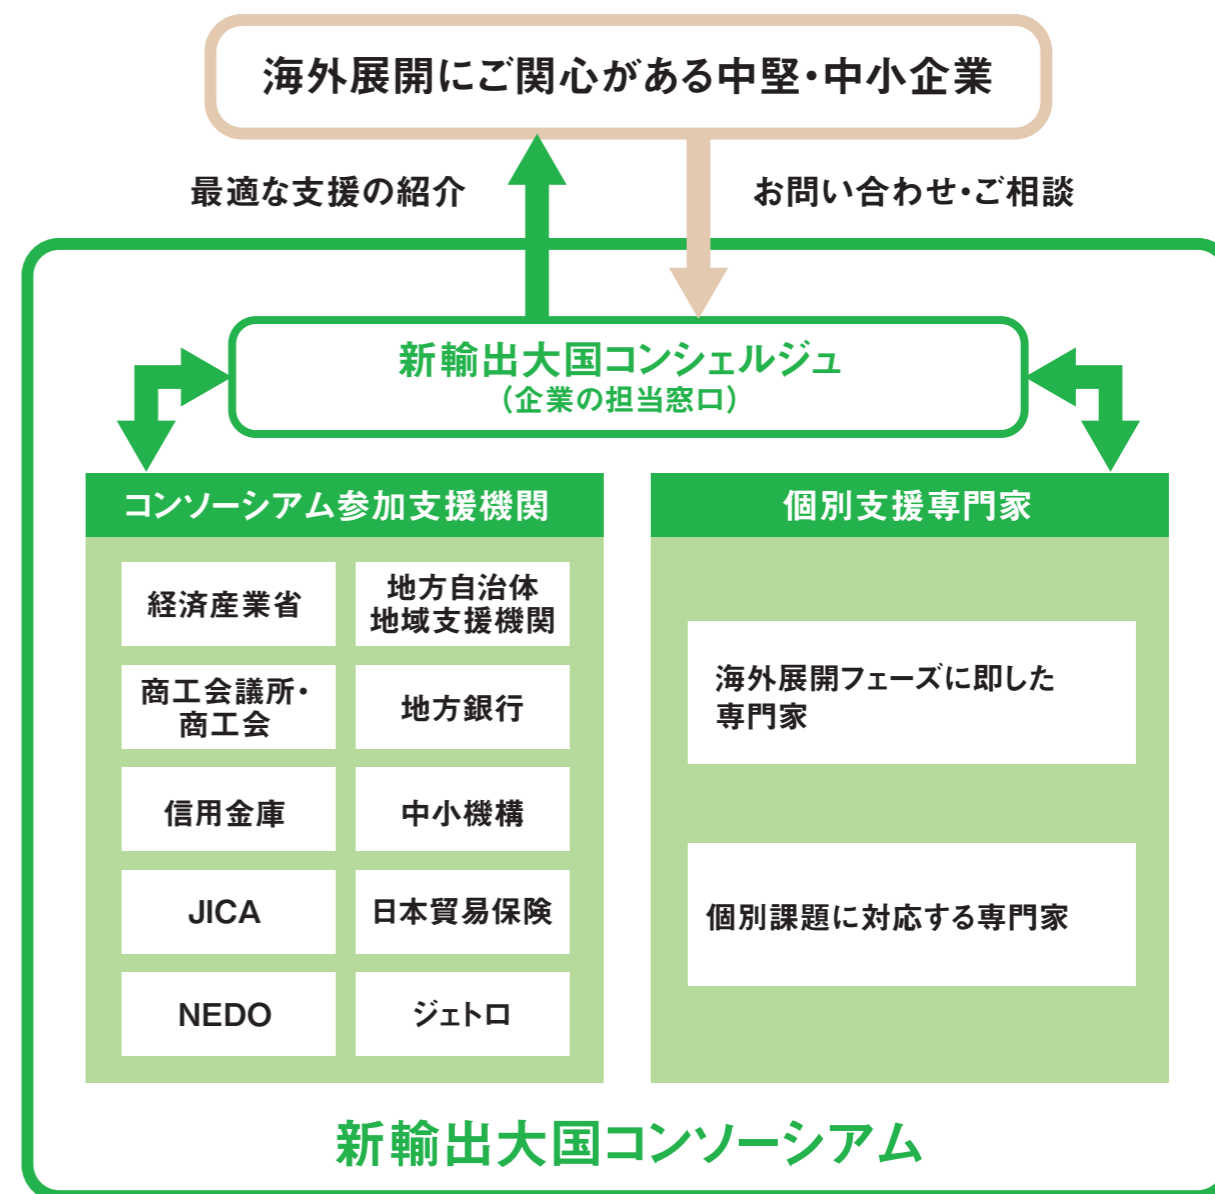 海外展開にご関心がある中堅・中小企業
最適な支援の紹介
お問い合わせ・ご相談
新輸出大国コンシェルジュ
（企業の担当窓口）
コンソーシアム参加支援機関
経済産業省
地方自治体
地域支援機関
商工会議所・
商工会
地方銀行
信用金庫
中小機構
JICA
日本貿易保険
NEDO
ジェトロ
個別支援専門家
海外展開フェーズに即した
専門家
個別課題に対応する専門家
新輸出大国コンソーシアム